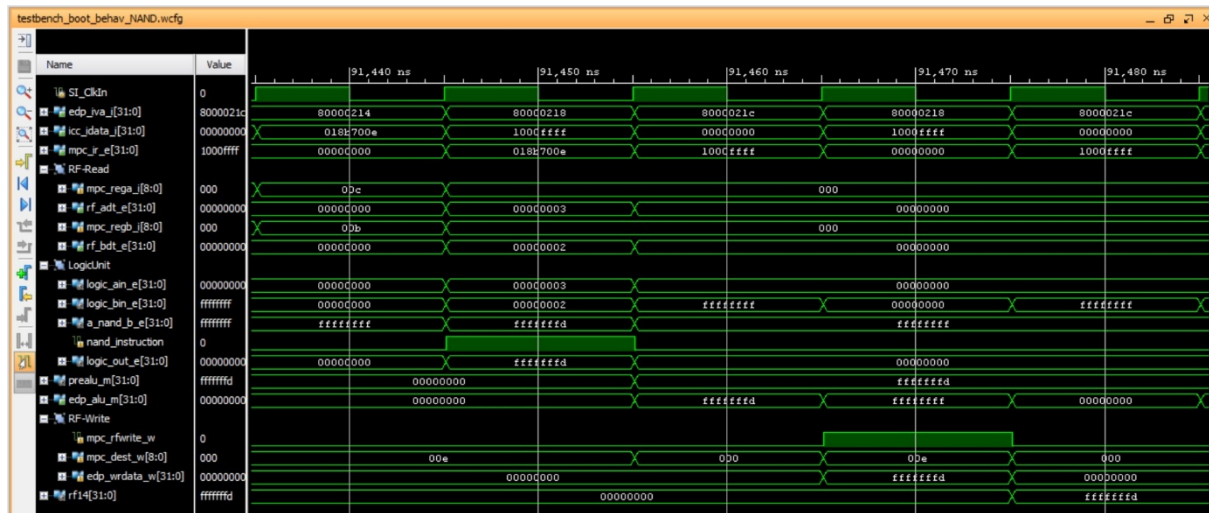 testbench_boot_behav_NAND.wcfg
Name Value
91,440 ns 91,450 ns 91,460 ns 91,470 ns 91,480 ns
SI_ClkIn 0
edp_iva_i[31:0] 8000021c 80000214 80000218 8000021c 80000218 8000021c
icc_idata_i[31:0] 00000000 018b700e 1000ffff 00000000 1000ffff 00000000
mpc_ir_e[31:0] 1000ffff 00000000 018b700e 1000ffff 00000000 1000ffff
RF-Read
mpc_rega_i[8:0] 000 00c 000
rf_adt_e[31:0] 00000000 00000000 00000003 00000000
mpc_regb_i[8:0] 000 00b 000
rf_bdt_e[31:0] 00000000 00000000 00000002 00000000
LogicUnit
logic_ain_e[31:0] 00000000 00000000 00000003 00000000
logic_bin_e[31:0] ffffffff 00000000 00000002 ffffffff 00000000 ffffffff
a_nand_b_e[31:0] ffffffff ffffffff fffffffd ffffffff
nand_instruction 0
logic_out_e[31:0] 00000000 00000000 fffffffd 00000000
prealu_m[31:0] fffffffd 00000000 fffffffd
edp_alu_m[31:0] 00000000 00000000 fffffffd ffffffff 00000000
RF-Write
mpc_rfwrite_w 0
mpc_dest_w[8:0] 000 00e 000 00e 000
edp_wrdata_w[31:0] 00000000 00000000 fffffffd 00000000
rf14[31:0] fffffffd 00000000 fffffffd